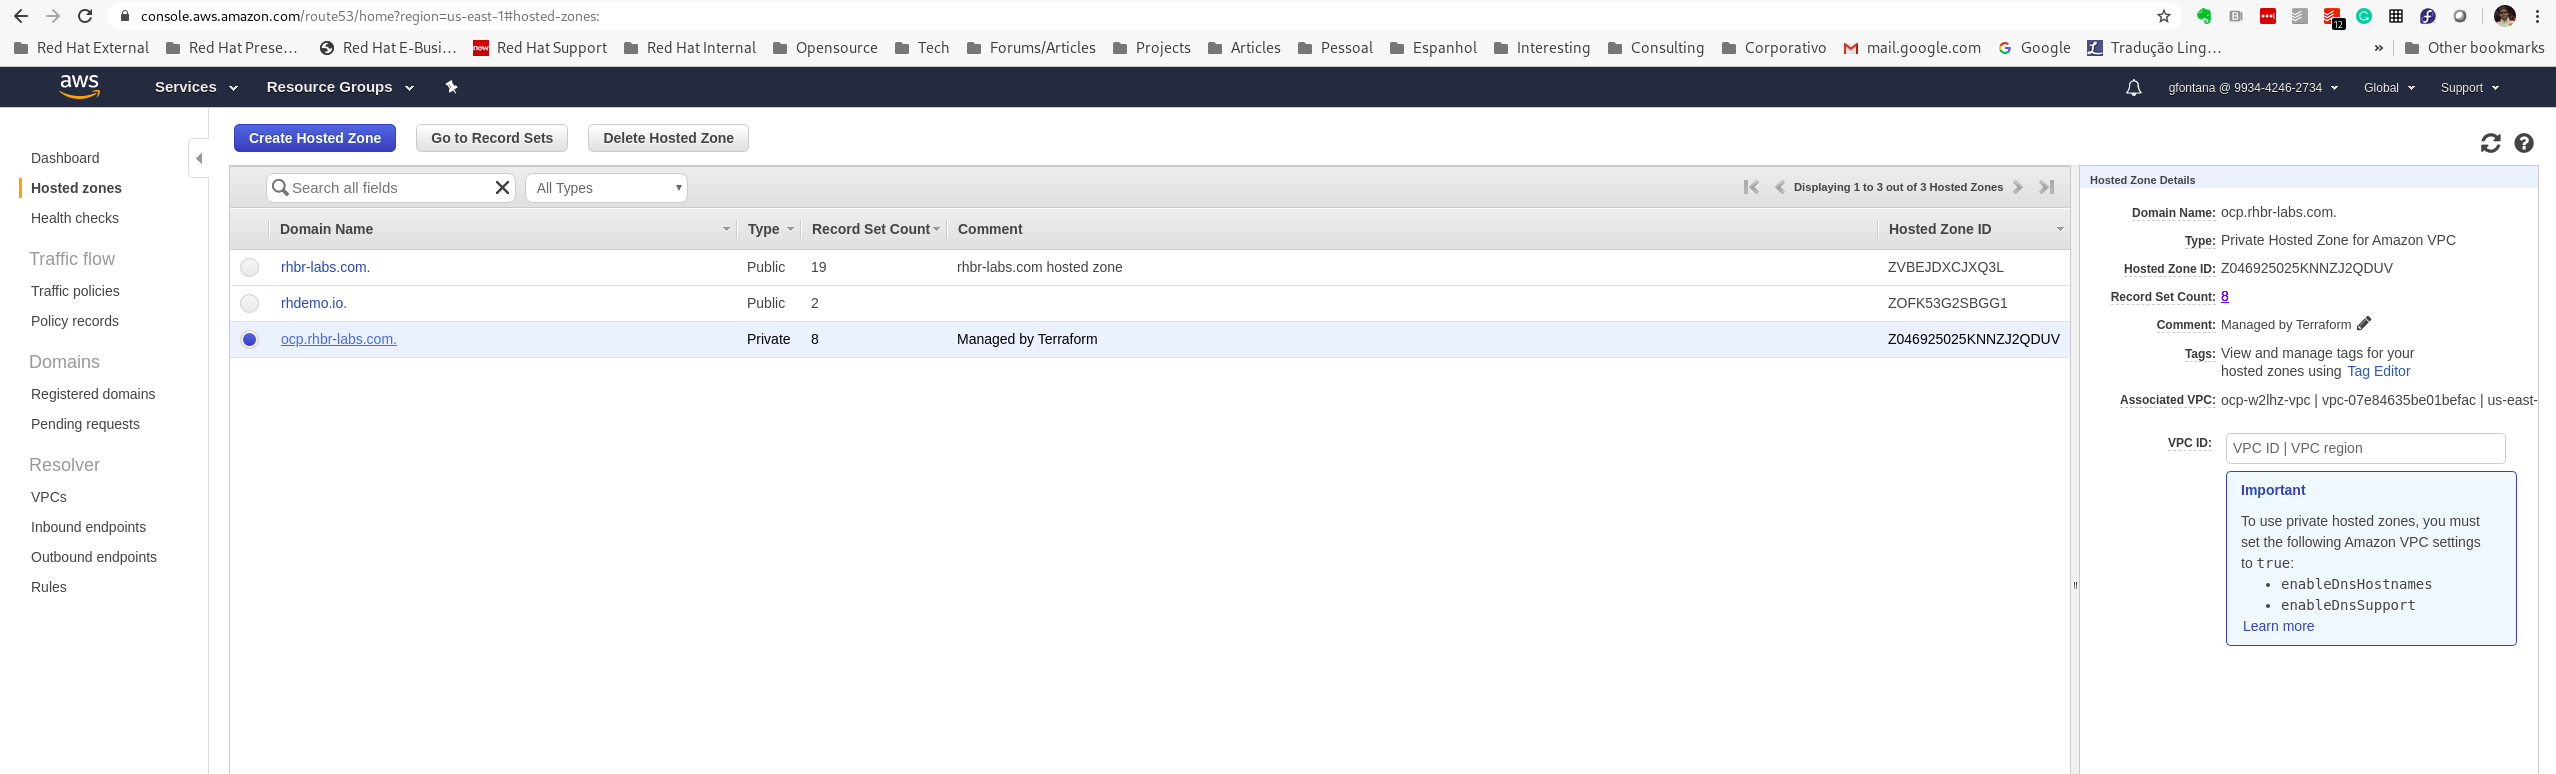 console.aws.amazon.com/route53/home?region=us-east-1#hosted-zones:
12
Red Hat External Red Hat Prese... Red Hat E-Busi... now Red Hat Support Red Hat Internal Opensource Tech Forums/Articles Projects Articles Pessoal Espanhol Interesting Consulting Corporativo mail.google.com Google Tradução Ling... » Other bookmarks
aws Services Resource Groups gfontana @ 9934-4246-2734 Global Support
Create Hosted Zone Go to Record Sets Delete Hosted Zone
Dashboard
Hosted zones
Health checks
Traffic flow
Traffic policies
Policy records
Domains
Registered domains
Pending requests
Resolver
VPCs
Inbound endpoints
Outbound endpoints
Rules
Search all fields All Types Displaying 1 to 3 out of 3 Hosted Zones
Domain Name Type Record Set Count Comment Hosted Zone ID
rhbr-labs.com. Public 19 rhbr-labs.com hosted zone ZVBEJDXCJXQ3L
rhdemo.io. Public 2 ZOFK53G2SBGG1
ocp.rhbr-labs.com. Private 8 Managed by Terraform Z046925025KNNZJ2QDUV
Hosted Zone Details
Domain Name: ocp.rhbr-labs.com.
Type: Private Hosted Zone for Amazon VPC
Hosted Zone ID: Z046925025KNNZJ2QDUV
Record Set Count: 8
Comment: Managed by Terraform
Tags: View and manage tags for your
hosted zones using Tag Editor
Associated VPC: ocp-w2lhz-vpc | vpc-07e84635be01befac | us-east-
VPC ID: VPC ID | VPC region
Important
To use private hosted zones, you must
set the following Amazon VPC settings
to true:
• enableDnsHostnames
• enableDnsSupport
Learn more